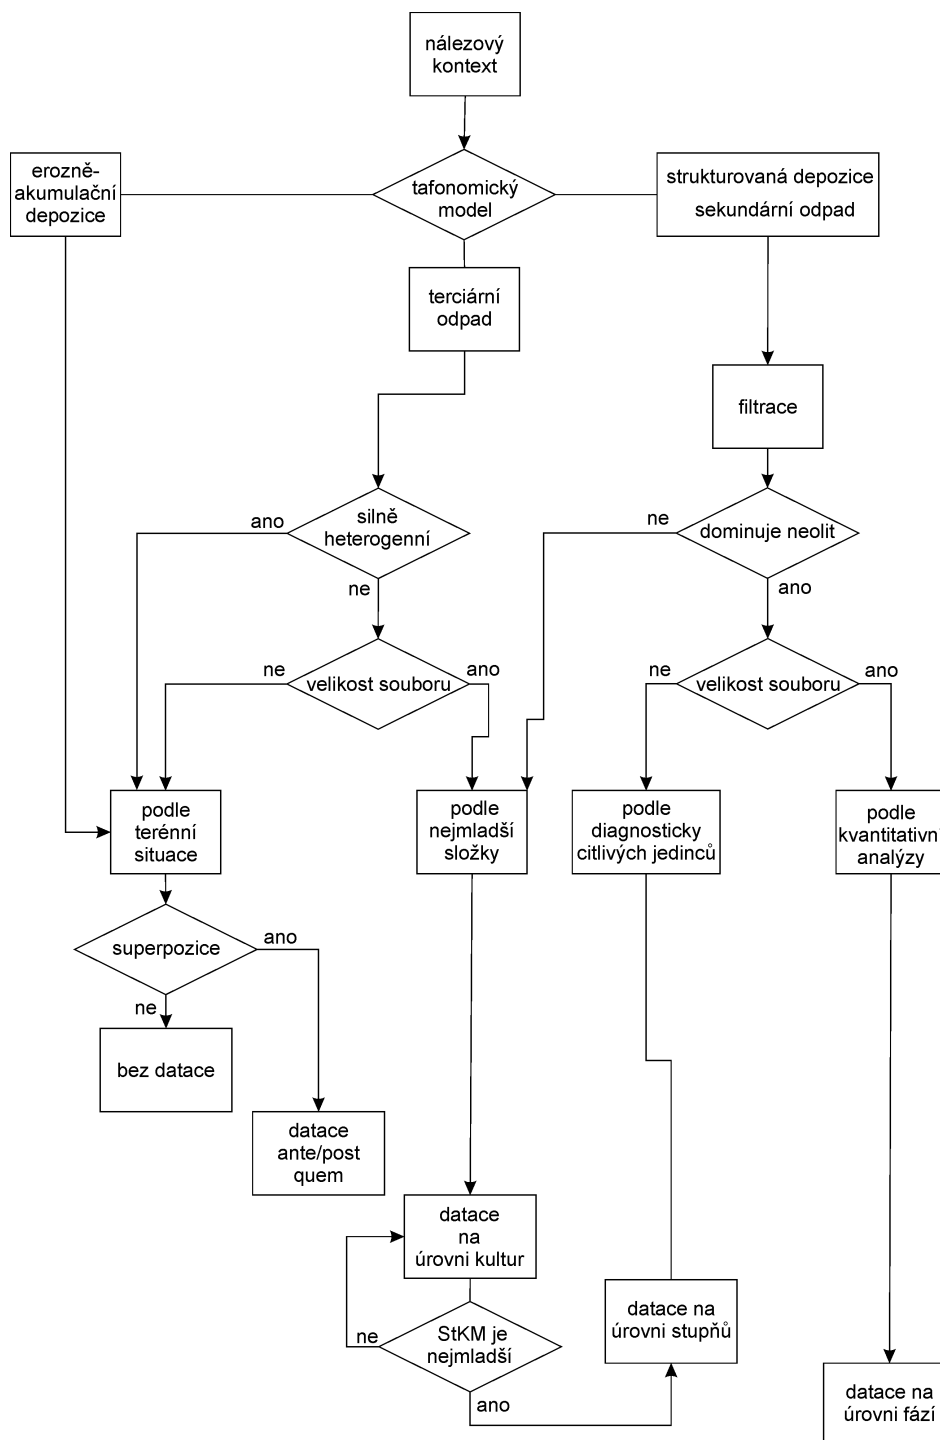 nálezový
kontext
erozně-
akumulační
depozice
tafonomický
model
strukturovaná depozice
sekundární odpad
terciární
odpad
filtrace
ano
silně
heterogenní
ne
ne
dominuje neolit
ano
ne
velikost souboru
ano
ne
velikost souboru
ano
podle
terénní
situace
podle
nejmladší
složky
podle
diagnosticky
citlivých jedinců
podle
kvantitativní
analýzy
superpozice
ano
ne
bez datace
datace
ante/post
quem
datace
na
úrovni kultur
ne
StKM je
nejmladší
ano
datace na
úrovni stupňů
datace na
úrovni fází